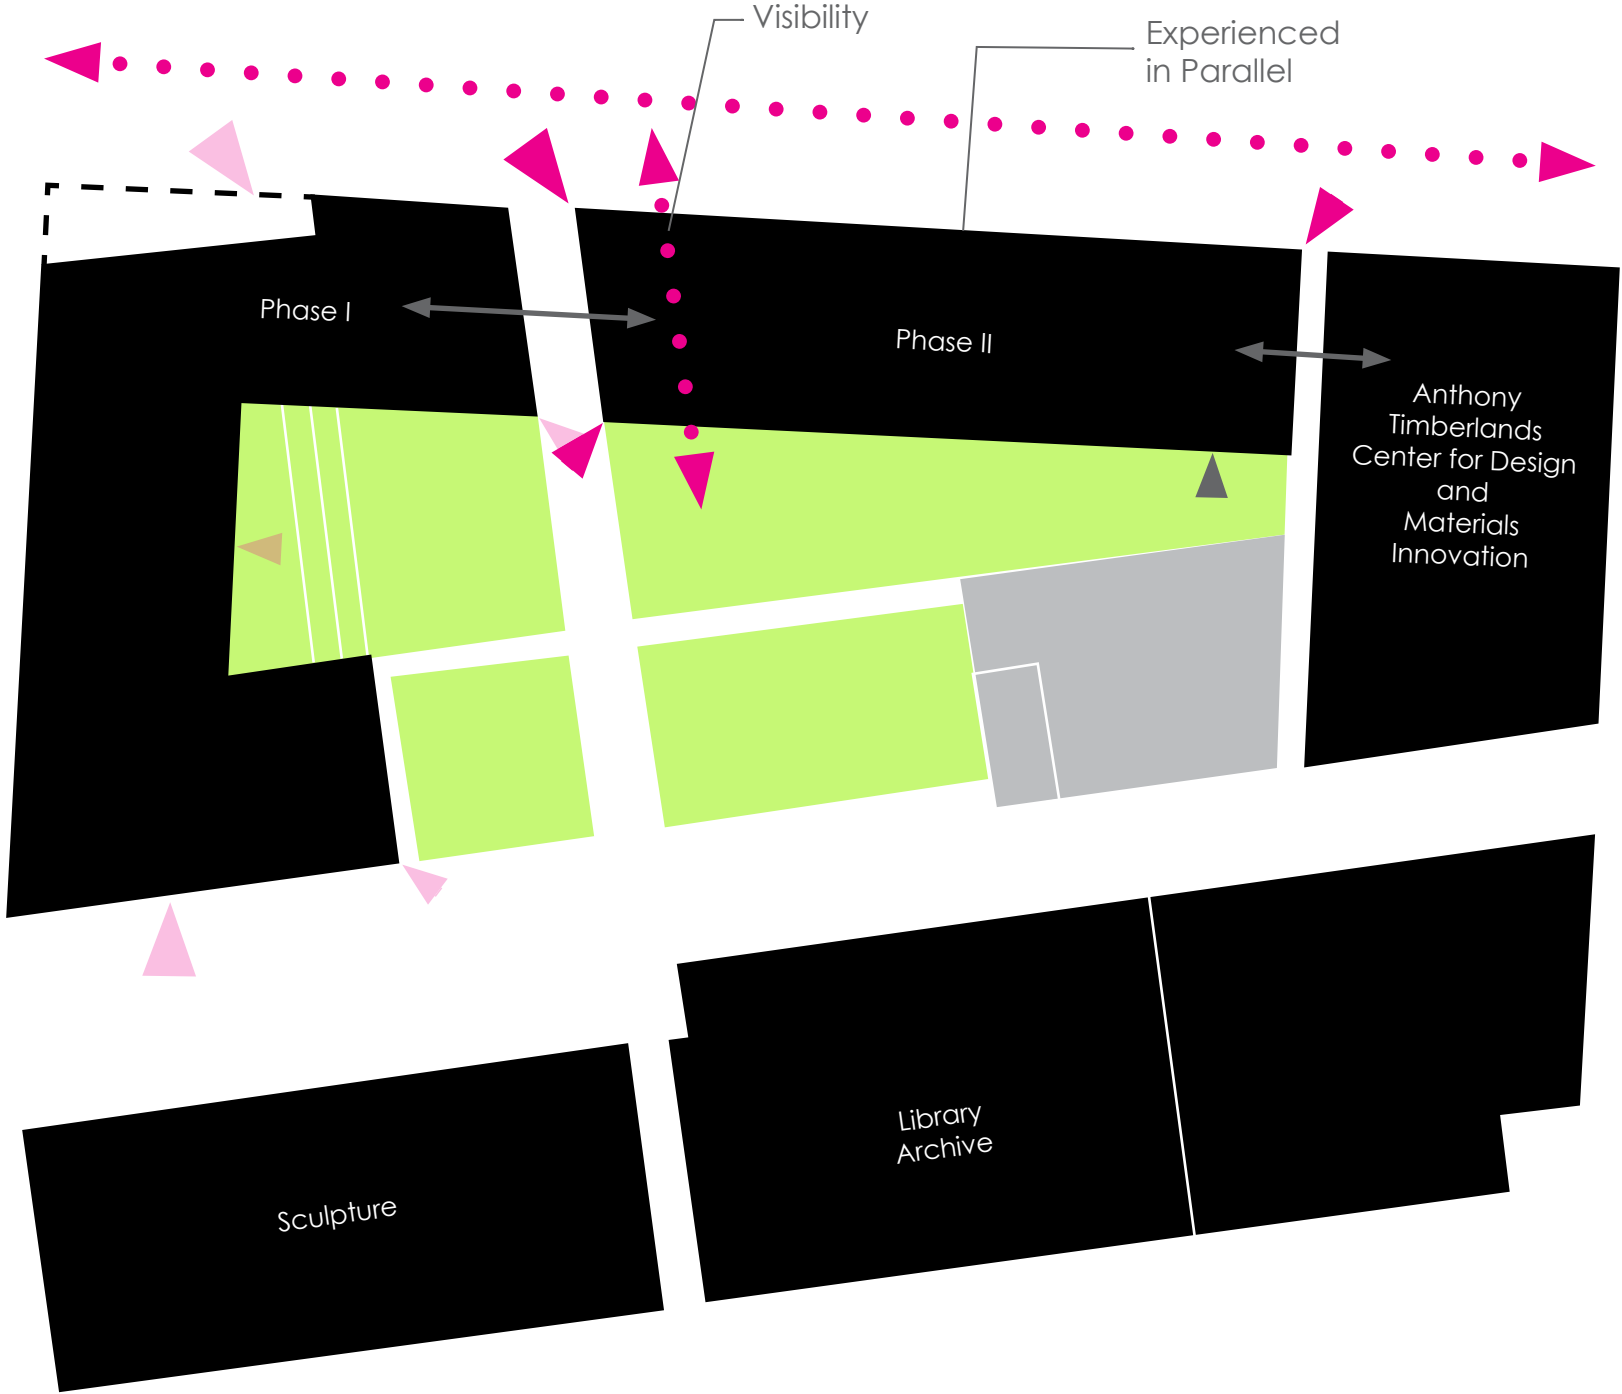 Visibility
Experienced
in Parallel
Phase I
Phase II
Anthony
Timberlands
Center for Design
and
Materials
Innovation
Library
Archive
Sculpture